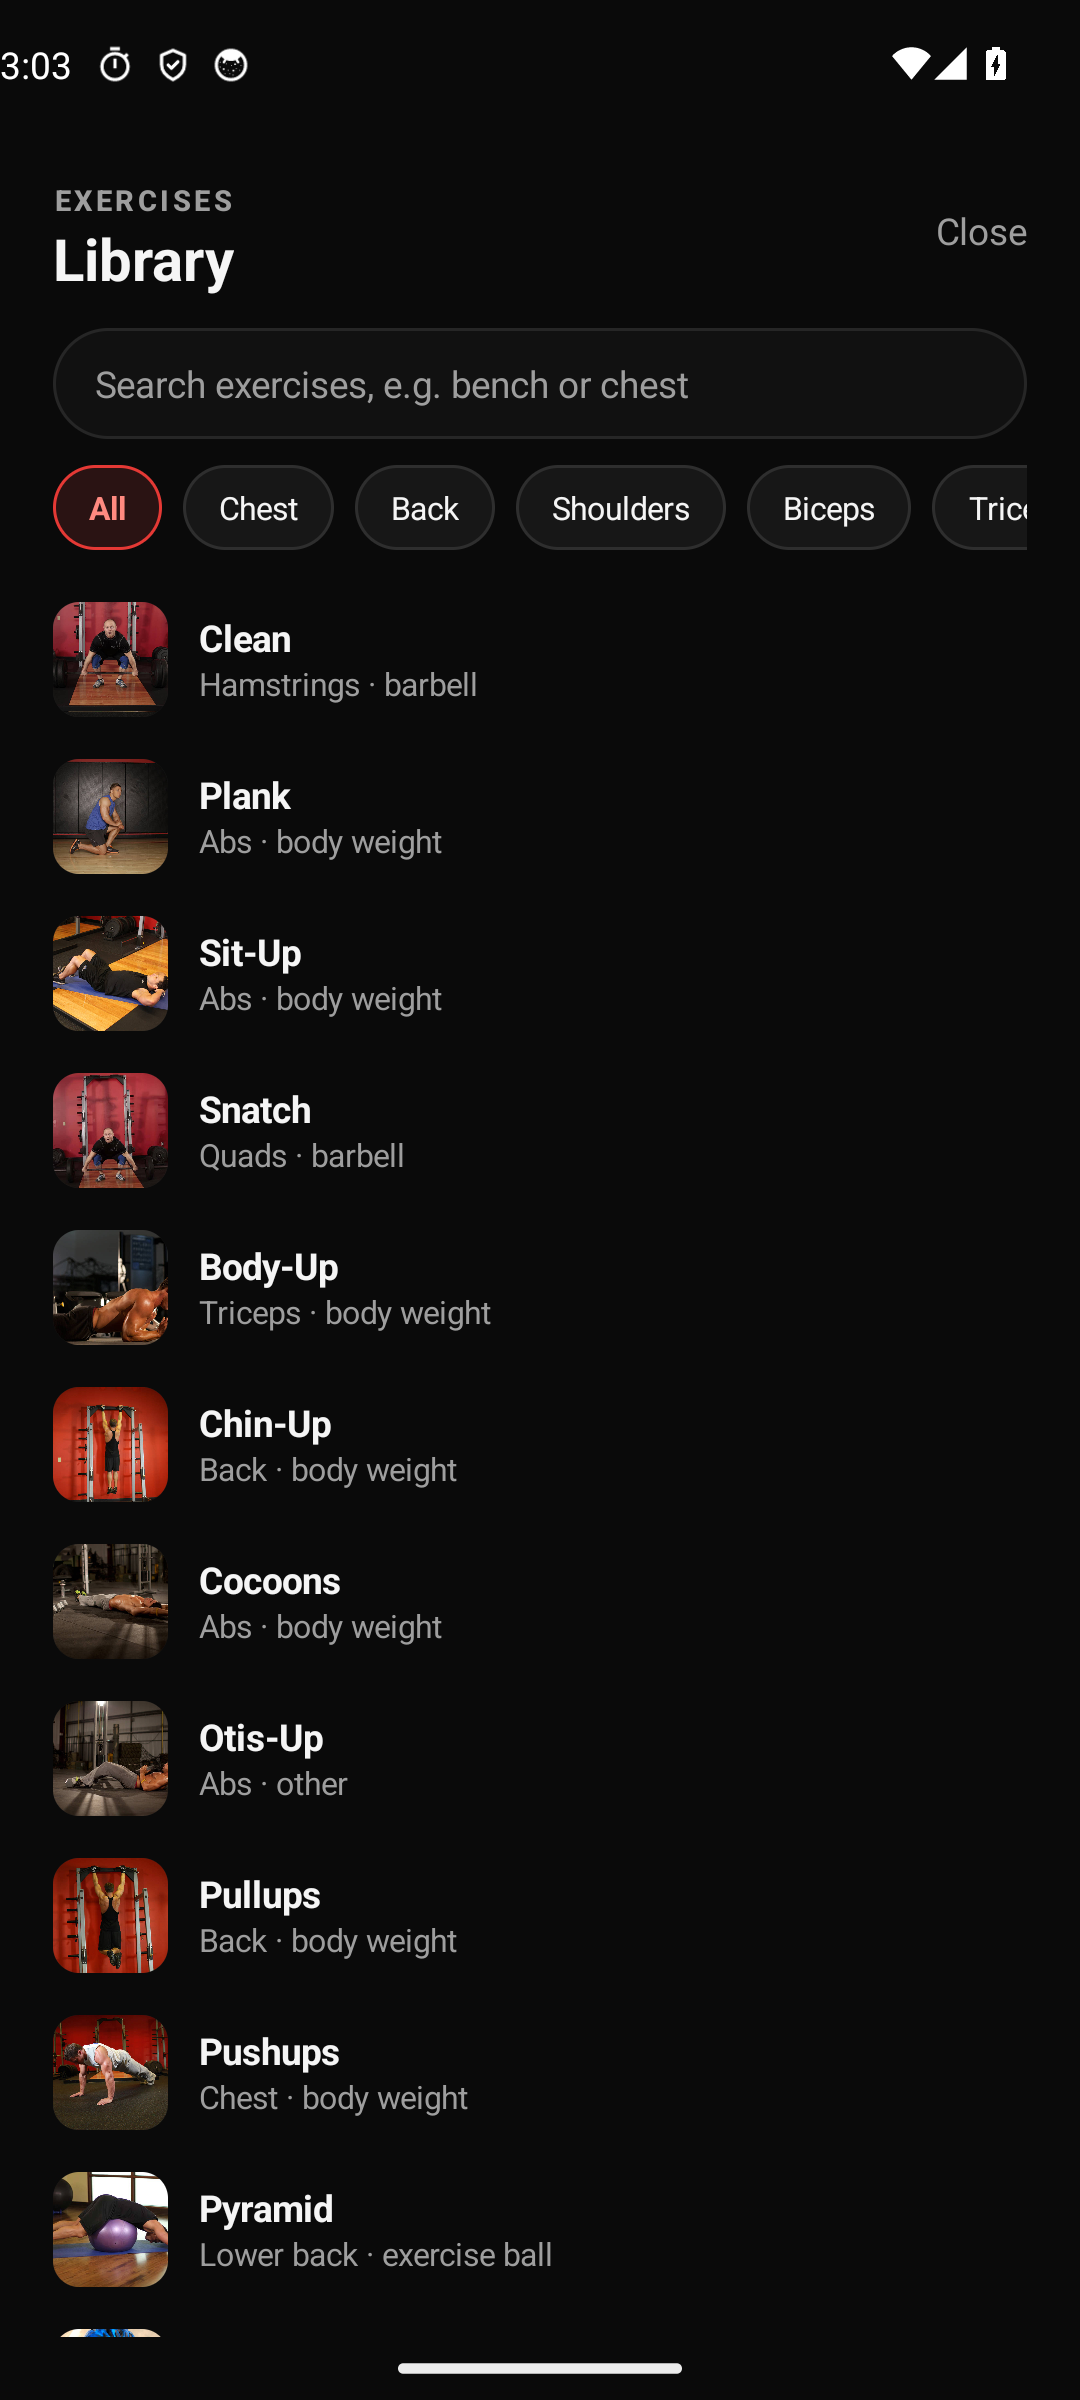 3:03
EXERCISES
Library
Close
Search exercises, e.g. bench or chest
All
Chest
Back
Shoulders
Biceps
Trice
Clean
Hamstrings · barbell
Plank
Abs · body weight
Sit-Up
Abs · body weight
Snatch
Quads · barbell
Body-Up
Triceps · body weight
Chin-Up
Back · body weight
Cocoons
Abs · body weight
Otis-Up
Abs · other
Pullups
Back · body weight
Pushups
Chest · body weight
Pyramid
Lower back · exercise ball